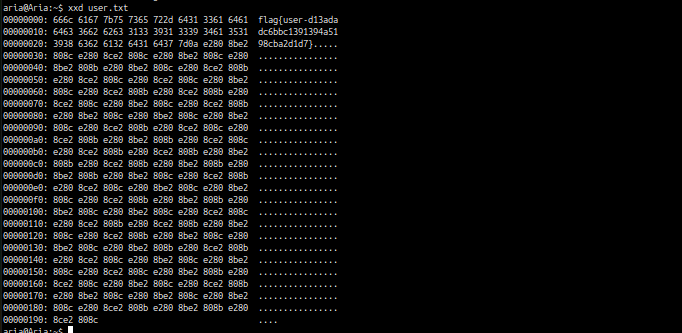 aria@Aria:~$ xxd user.txt
00000000: 666c 6167 7b75 7365 722d 6431 3361 6461  flag{user-d13ada
00000010: 6463 3662 6263 3133 3931 3339 3461 3531  dc6bbc1391394a51
00000020: 3938 6362 6132 6431 6437 7d0a e280 8be2  98cba2d1d7}.....
00000030: 808c e280 8ce2 808c e280 8be2 808c e280  ................
00000040: 8be2 808b e280 8be2 808c e280 8ce2 808b  ................
00000050: e280 8ce2 808c e280 8be2 808c e280 8be2  ................
00000060: 808c e280 8ce2 808b e280 8ce2 808b e280  ................
00000070: 8ce2 808c e280 8be2 808b e280 8ce2 808b  ................
00000080: e280 8be2 808c e280 8be2 808c e280 8be2  ................
00000090: 808c e280 8ce2 808b e280 8be2 808c e280  ................
000000a0: 8ce2 808b e280 8be2 808b e280 8ce2 808c  ................
000000b0: e280 8ce2 808b e280 8ce2 808b e280 8be2  ................
000000c0: 808b e280 8ce2 808b e280 8be2 808b e280  ................
000000d0: 8be2 808b e280 8be2 808b e280 8ce2 808b  ................
000000e0: e280 8ce2 808c e280 8be2 808c e280 8be2  ................
000000f0: 808c e280 8ce2 808b e280 8be2 808b e280  ................
00000100: 8be2 808c e280 8be2 808c e280 8ce2 808c  ................
00000110: e280 8ce2 808b e280 8ce2 808b e280 8be2  ................
00000120: 808c e280 8ce2 808c e280 8be2 808c e280  ................
00000130: 8be2 808c e280 8be2 808b e280 8ce2 808b  ................
00000140: e280 8ce2 808c e280 8be2 808b e280 8be2  ................
00000150: 808c e280 8ce2 808b e280 8ce2 808b e280  ................
00000160: 8be2 808c e280 8ce2 808b e280 8ce2 808b  ................
00000170: e280 8be2 808c e280 8be2 808c e280 8be2  ................
00000180: 808c e280 8ce2 808b e280 8be2 808b e280  ................
00000190: 8ce2 808c  ....
aria@Aria:~$